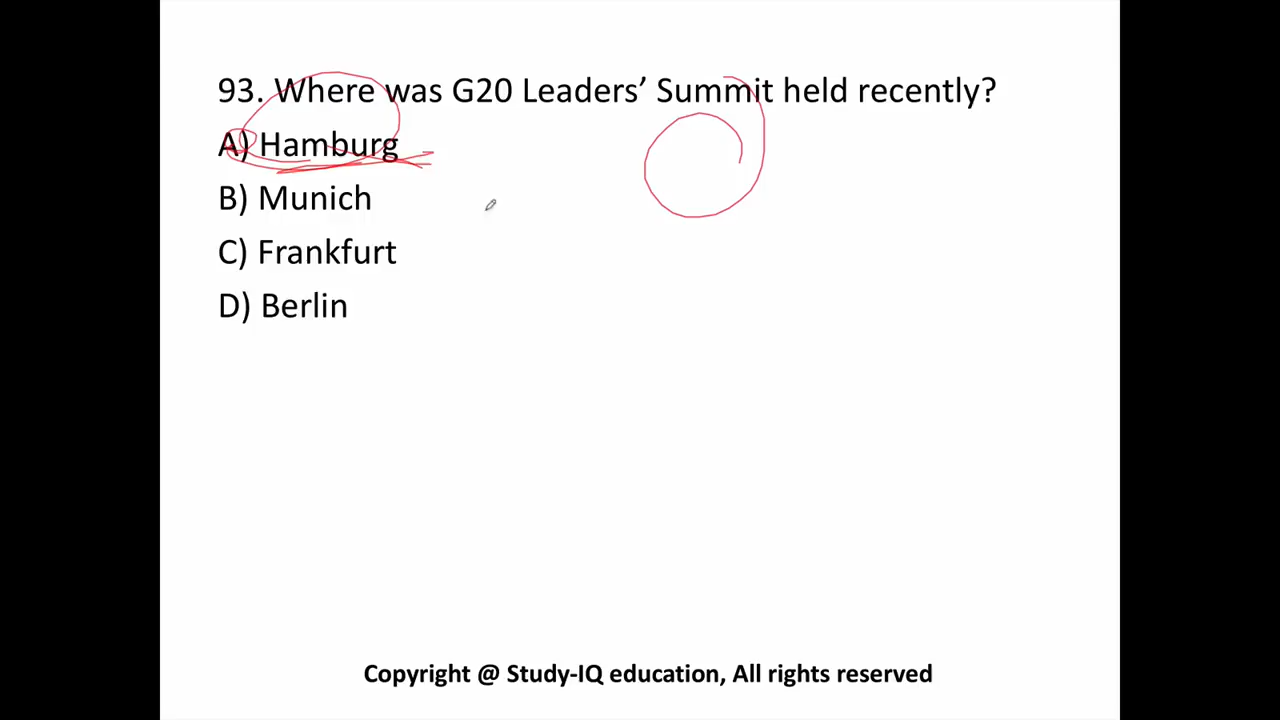 93. Where was G20 Leaders’ Summit held recently?
A) Hamburg
B) Munich
C) Frankfurt
D) Berlin
Copyright @ Study-IQ education, All rights reserved